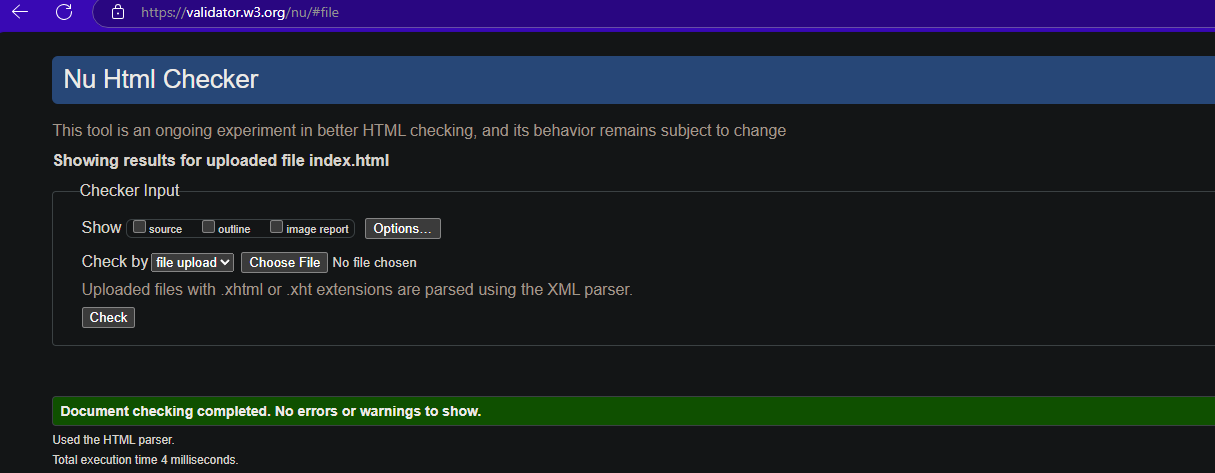 https://validator.w3.org/nu/#file
Nu Html Checker
This tool is an ongoing experiment in better HTML checking, and its behavior remains subject to change
Showing results for uploaded file index.html
Checker Input
Show source outline image report Options...
Check by file upload Choose File No file chosen
Uploaded files with .xhtml or .xht extensions are parsed using the XML parser.
Check
Document checking completed. No errors or warnings to show.
Used the HTML parser.
Total execution time 4 milliseconds.